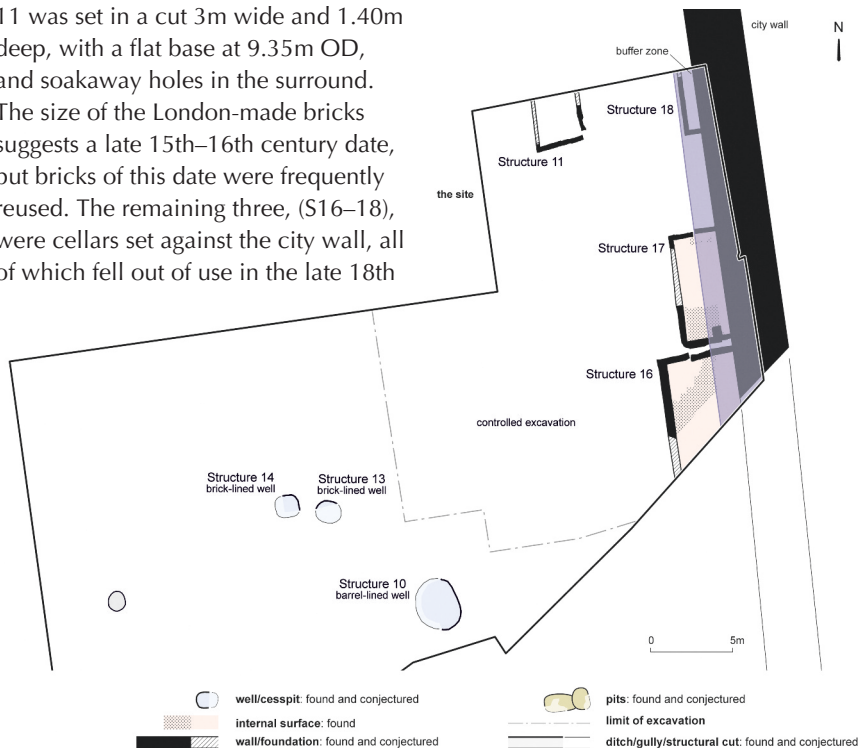 11 was set in a cut 3m wide and 1.40m
deep, with a flat base at 9.35m OD,
and soakaway holes in the surround.
The size of the London-made bricks
suggests a late 15th–16th century date,
but bricks of this date were frequently
reused. The remaining three, (S16–18),
were cellars set against the city wall, all
of which fell out of use in the late 18th
city wall
N
buffer zone
Structure 18
Structure 11
the site
Structure 17
Structure 16
controlled excavation
Structure 14
brick-lined well
Structure 13
brick-lined well
Structure 10
barrel-lined well
0 5m
well/cesspit: found and conjectured
internal surface: found
wall/foundation: found and conjectured
pits: found and conjectured
limit of excavation
ditch/gully/structural cut: found and conjectured